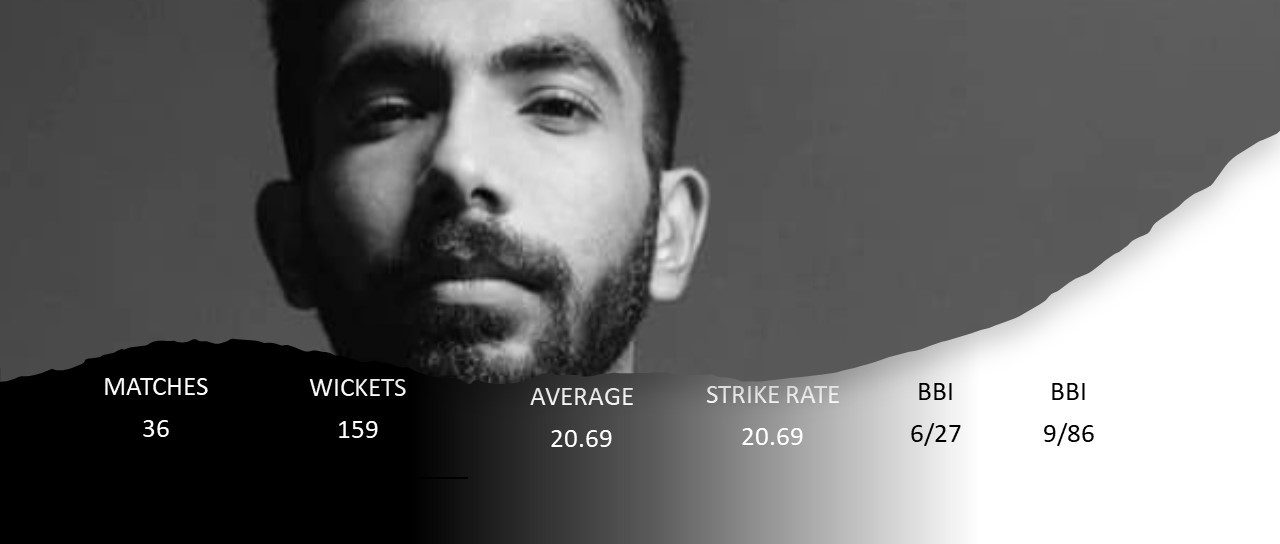 MATCHES WICKETS AVERAGE STRIKE RATE BBI BBI
36 159 20.69 20.69 6/27 9/86